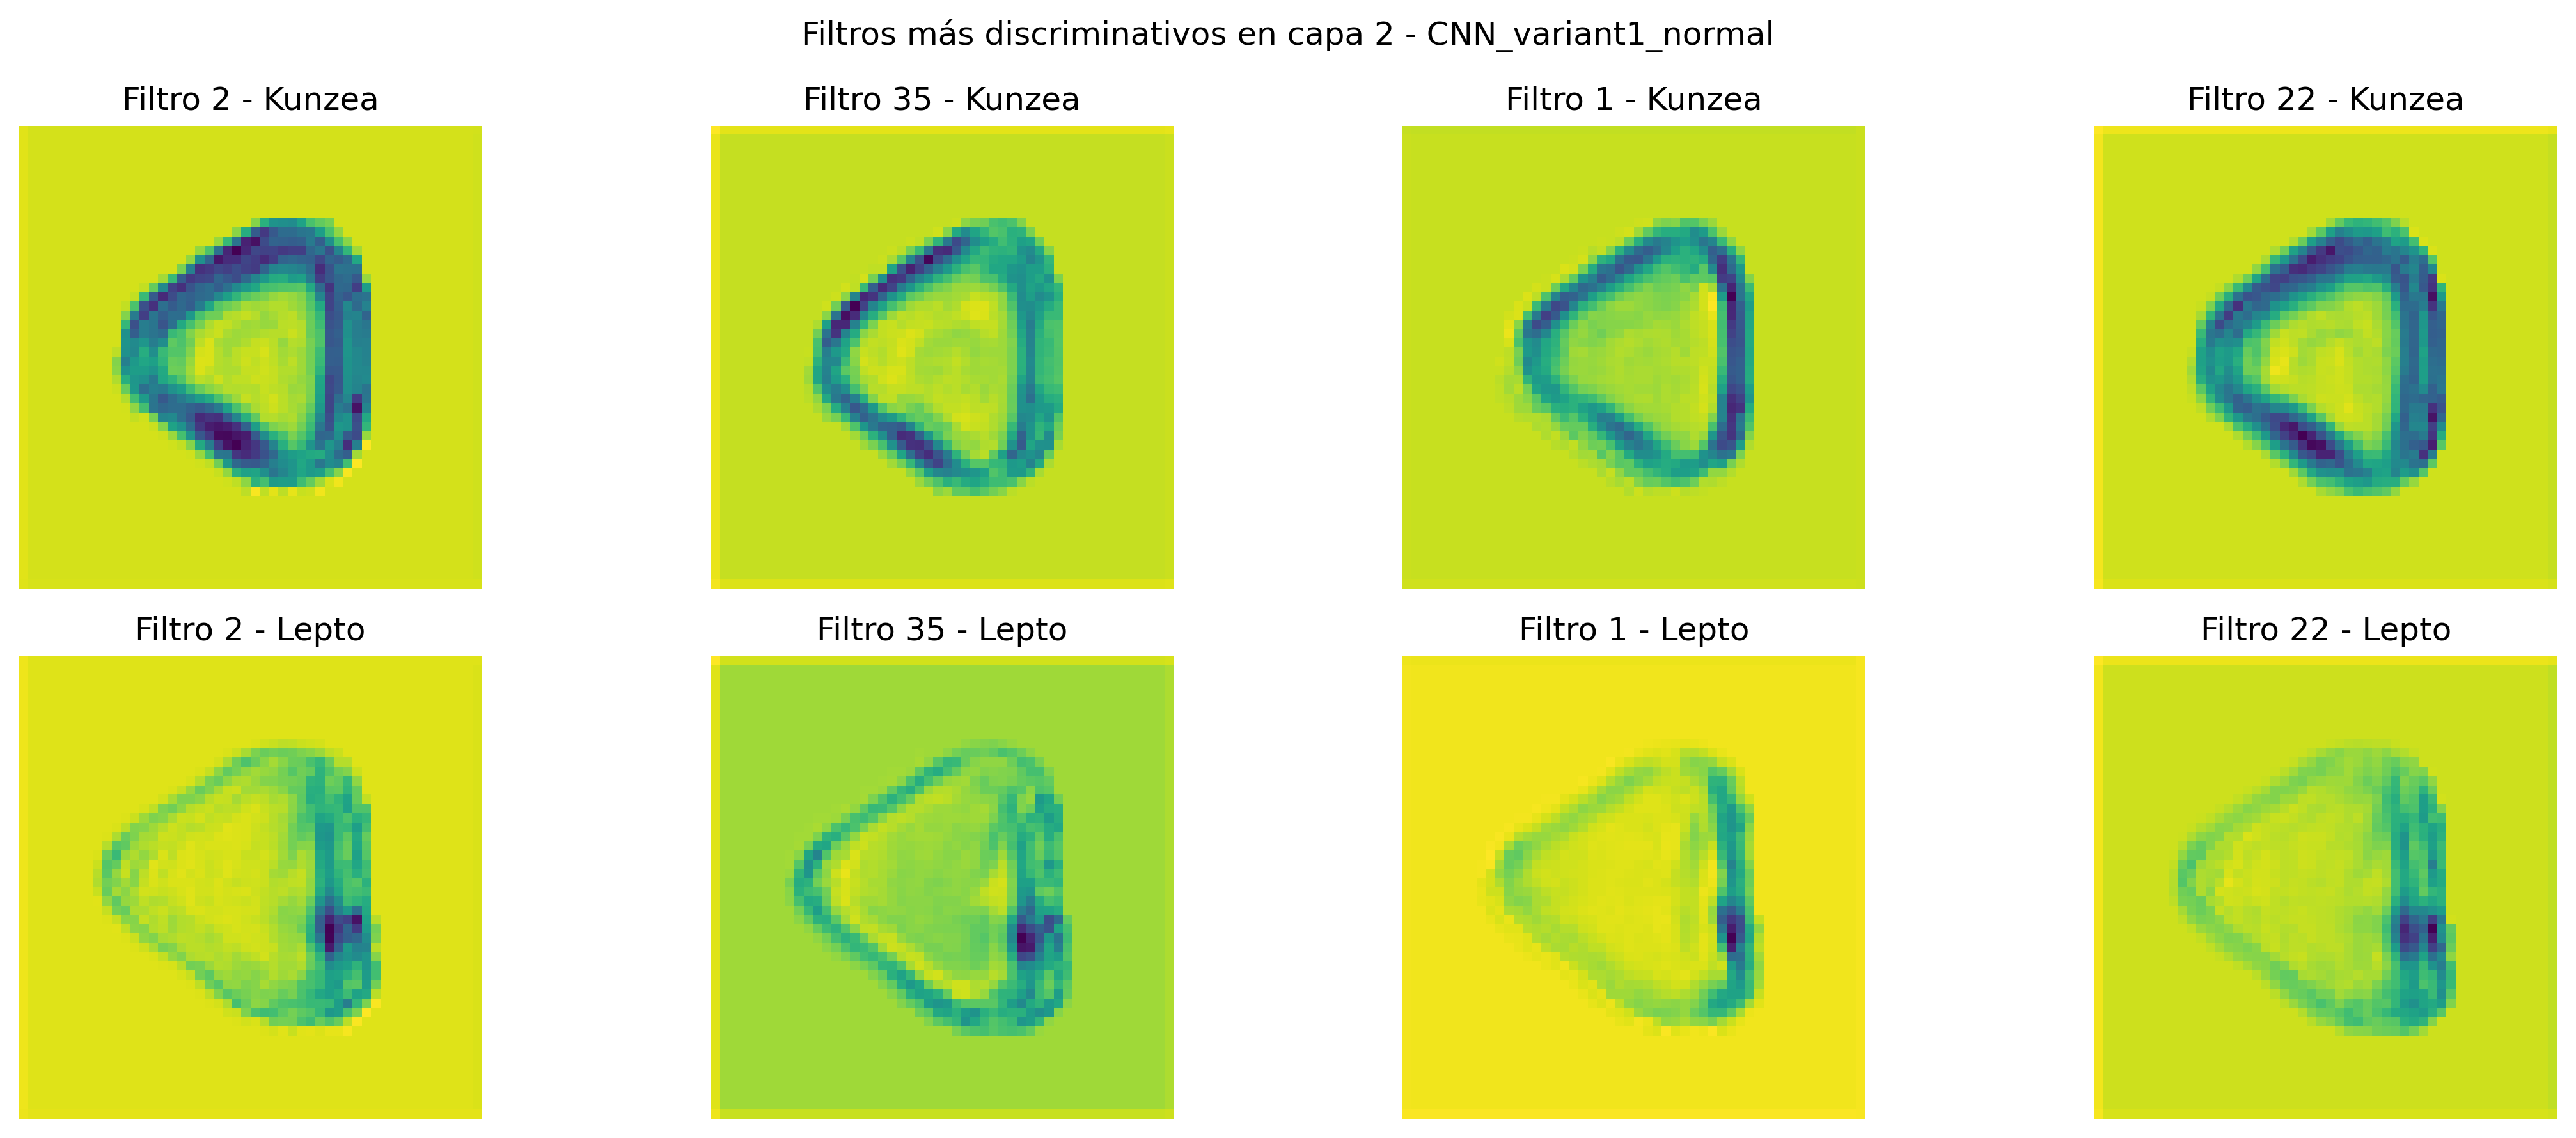 Filtros más discriminativos en capa 2 - CNN_variant1_normal
Filtro 2 - Kunzea
Filtro 35 - Kunzea
Filtro 1 - Kunzea
Filtro 22 - Kunzea
Filtro 2 - Lepto
Filtro 35 - Lepto
Filtro 1 - Lepto
Filtro 22 - Lepto